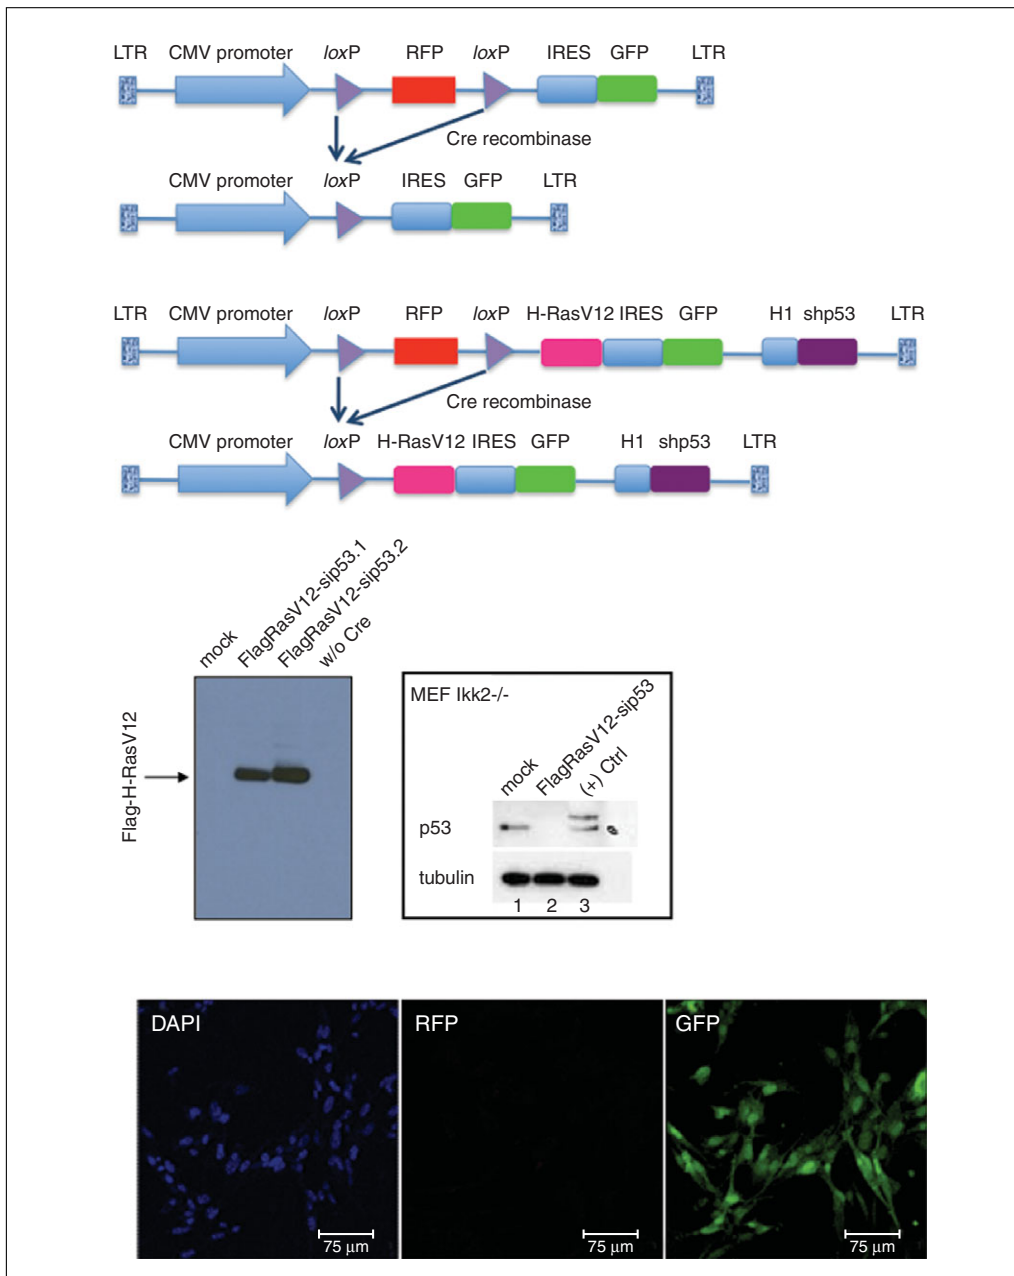 LTR CMV promoter loxP RFP loxP IRES GFP LTR
Cre recombinase
CMV promoter loxP IRES GFP LTR
LTR CMV promoter loxP RFP loxP H-RasV12 IRES GFP H1 shp53 LTR
Cre recombinase
CMV promoter loxP H-RasV12 IRES GFP H1 shp53 LTR
mock
FlagRasV12-sip53.1
FlagRasV12-sip53.2
w/o Cre
Flag-H-RasV12
MEF Ikk2-/-
mock
FlagRasV12-sip53
(+) Ctrl
p53
tubulin
1 2 3
DAPI RFP GFP
75 µm 75 µm 75 µm